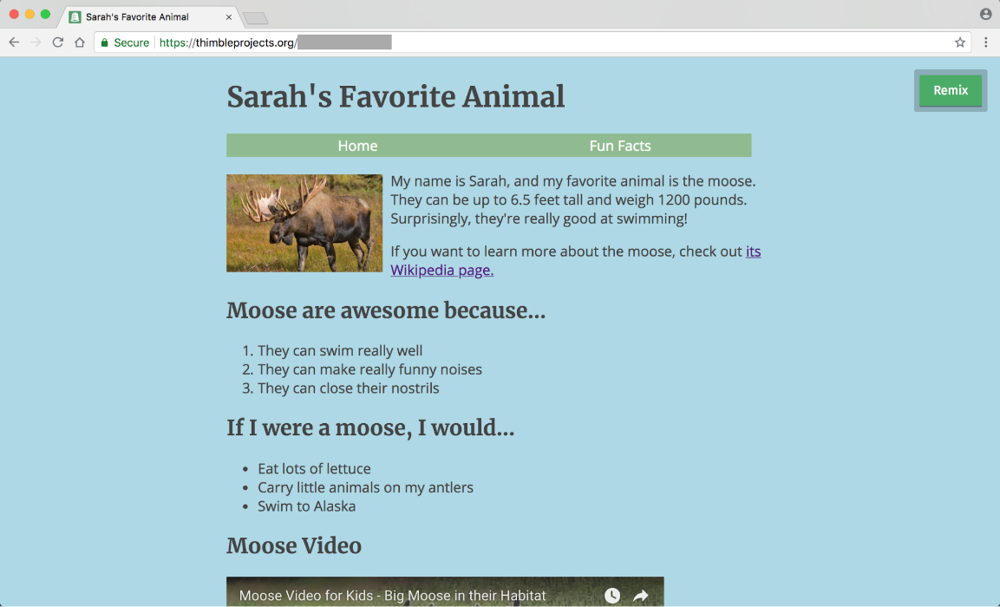 Sarah's Favorite Animal
Secure https://thimbleprojects.org/
Sarah's Favorite Animal
Remix
Home Fun Facts
My name is Sarah, and my favorite animal is the moose.
They can be up to 6.5 feet tall and weigh 1200 pounds.
Surprisingly, they're really good at swimming!
If you want to learn more about the moose, check out its
Wikipedia page.
Moose are awesome because...
1. They can swim really well
2. They can make really funny noises
3. They can close their nostrils
If I were a moose, I would...
• Eat lots of lettuce
• Carry little animals on my antlers
• Swim to Alaska
Moose Video
Moose Video for Kids - Big Moose in their Habitat